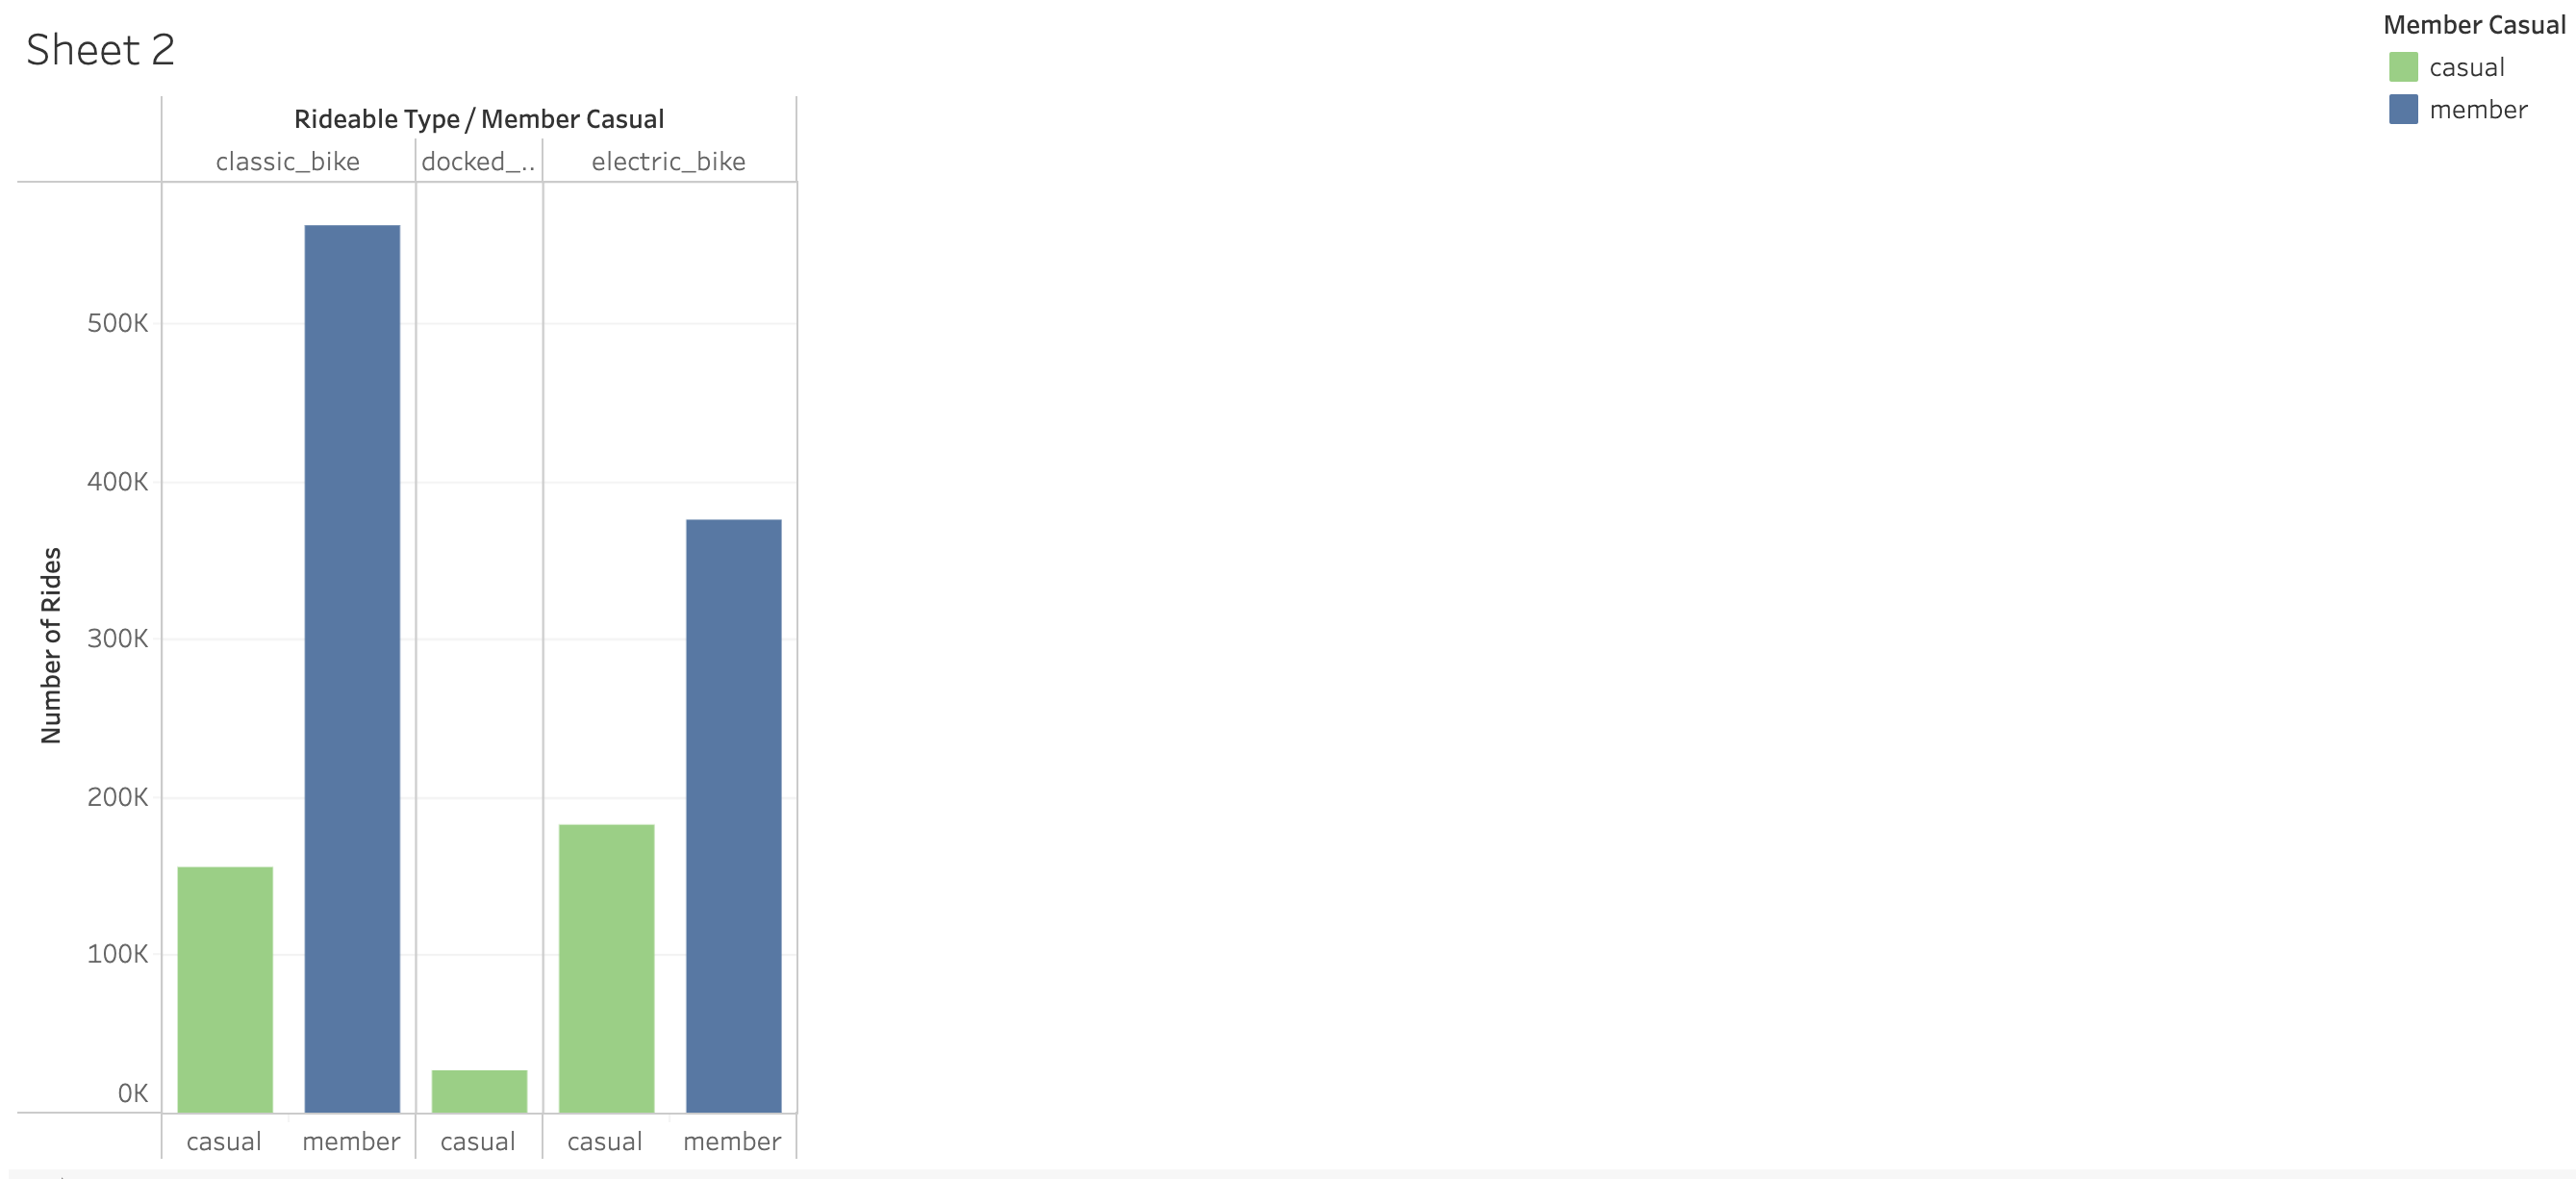 Sheet 2
Member Casual
casual
member
Rideable Type / Member Casual
classic_bike docked_.. electric_bike
500K
400K
300K
200K
100K
0K
Number of Rides
casual member casual casual member